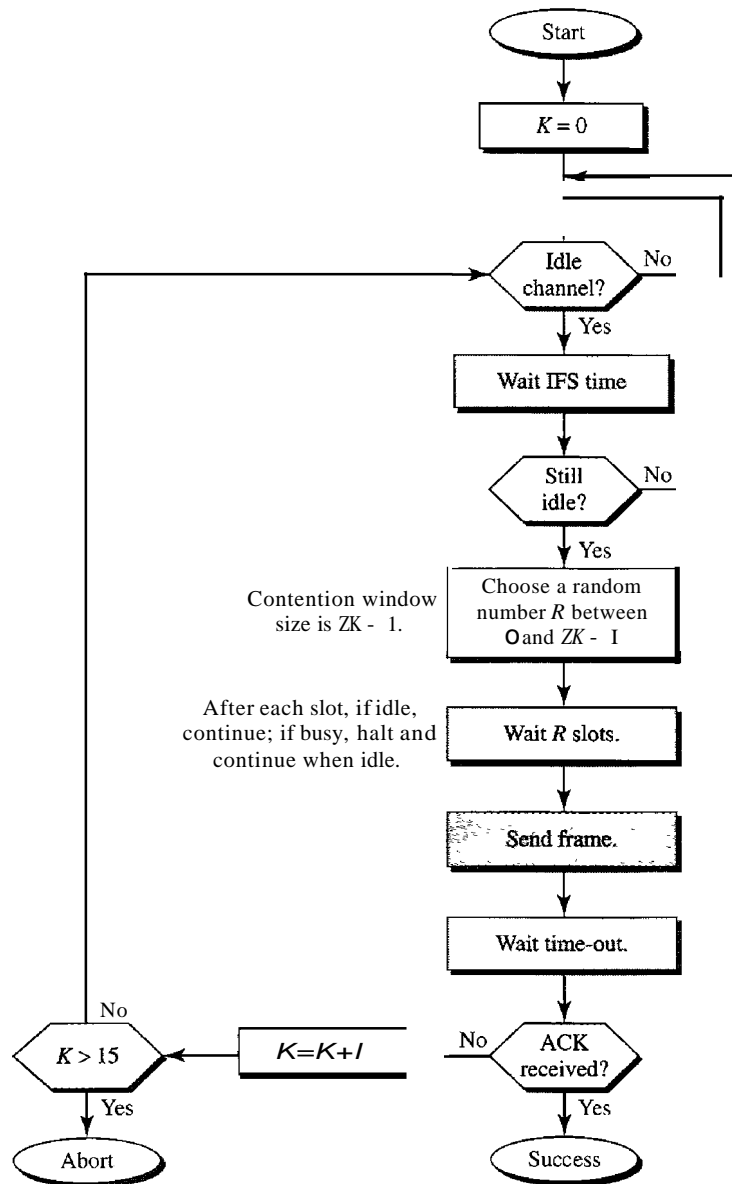 Start
K = 0
Idle
channel?
No
Yes
Wait IFS time
Still
idle?
No
Yes
Contention window
size is ZK - 1.
Choose a random
number R between
O and ZK - I
After each slot, if idle,
continue; if busy, halt and
continue when idle.
Wait R slots.
Send frame.
Wait time-out.
No
K > 15
K=K+I
No
ACK
received?
Yes
Yes
Abort
Success